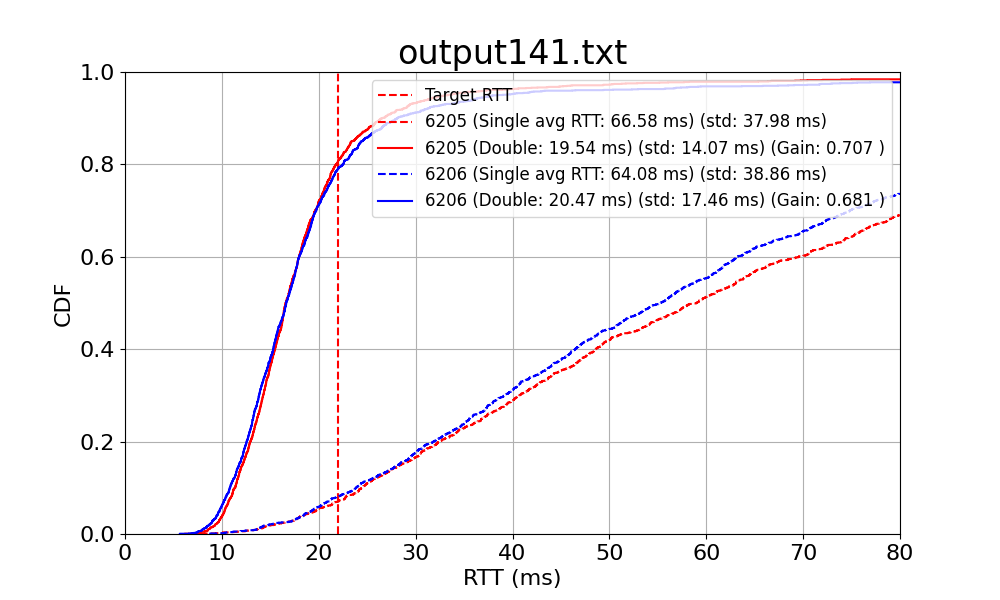 output141.txt
1.0
0.8
0.6
0.4
0.2
0.0
CDF
Target RTT
6205 (Single avg RTT: 66.58 ms) (std: 37.98 ms)
6205 (Double: 19.54 ms) (std: 14.07 ms) (Gain: 0.707 )
6206 (Single avg RTT: 64.08 ms) (std: 38.86 ms)
6206 (Double: 20.47 ms) (std: 17.46 ms) (Gain: 0.681 )
0 10 20 30 40 50 60 70 80
RTT (ms)